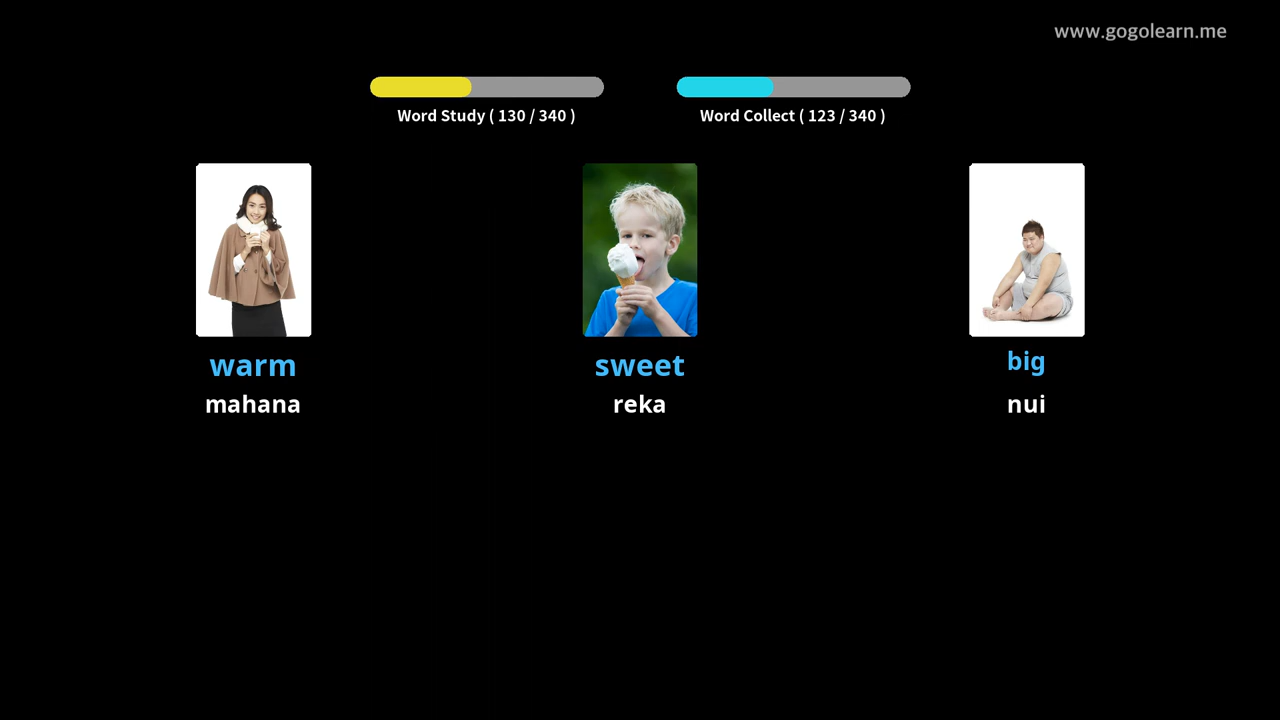 www.gogolearn.me
Word Study ( 130 / 340 )
Word Collect ( 123 / 340 )
warm
mahana
sweet
reka
big
nui